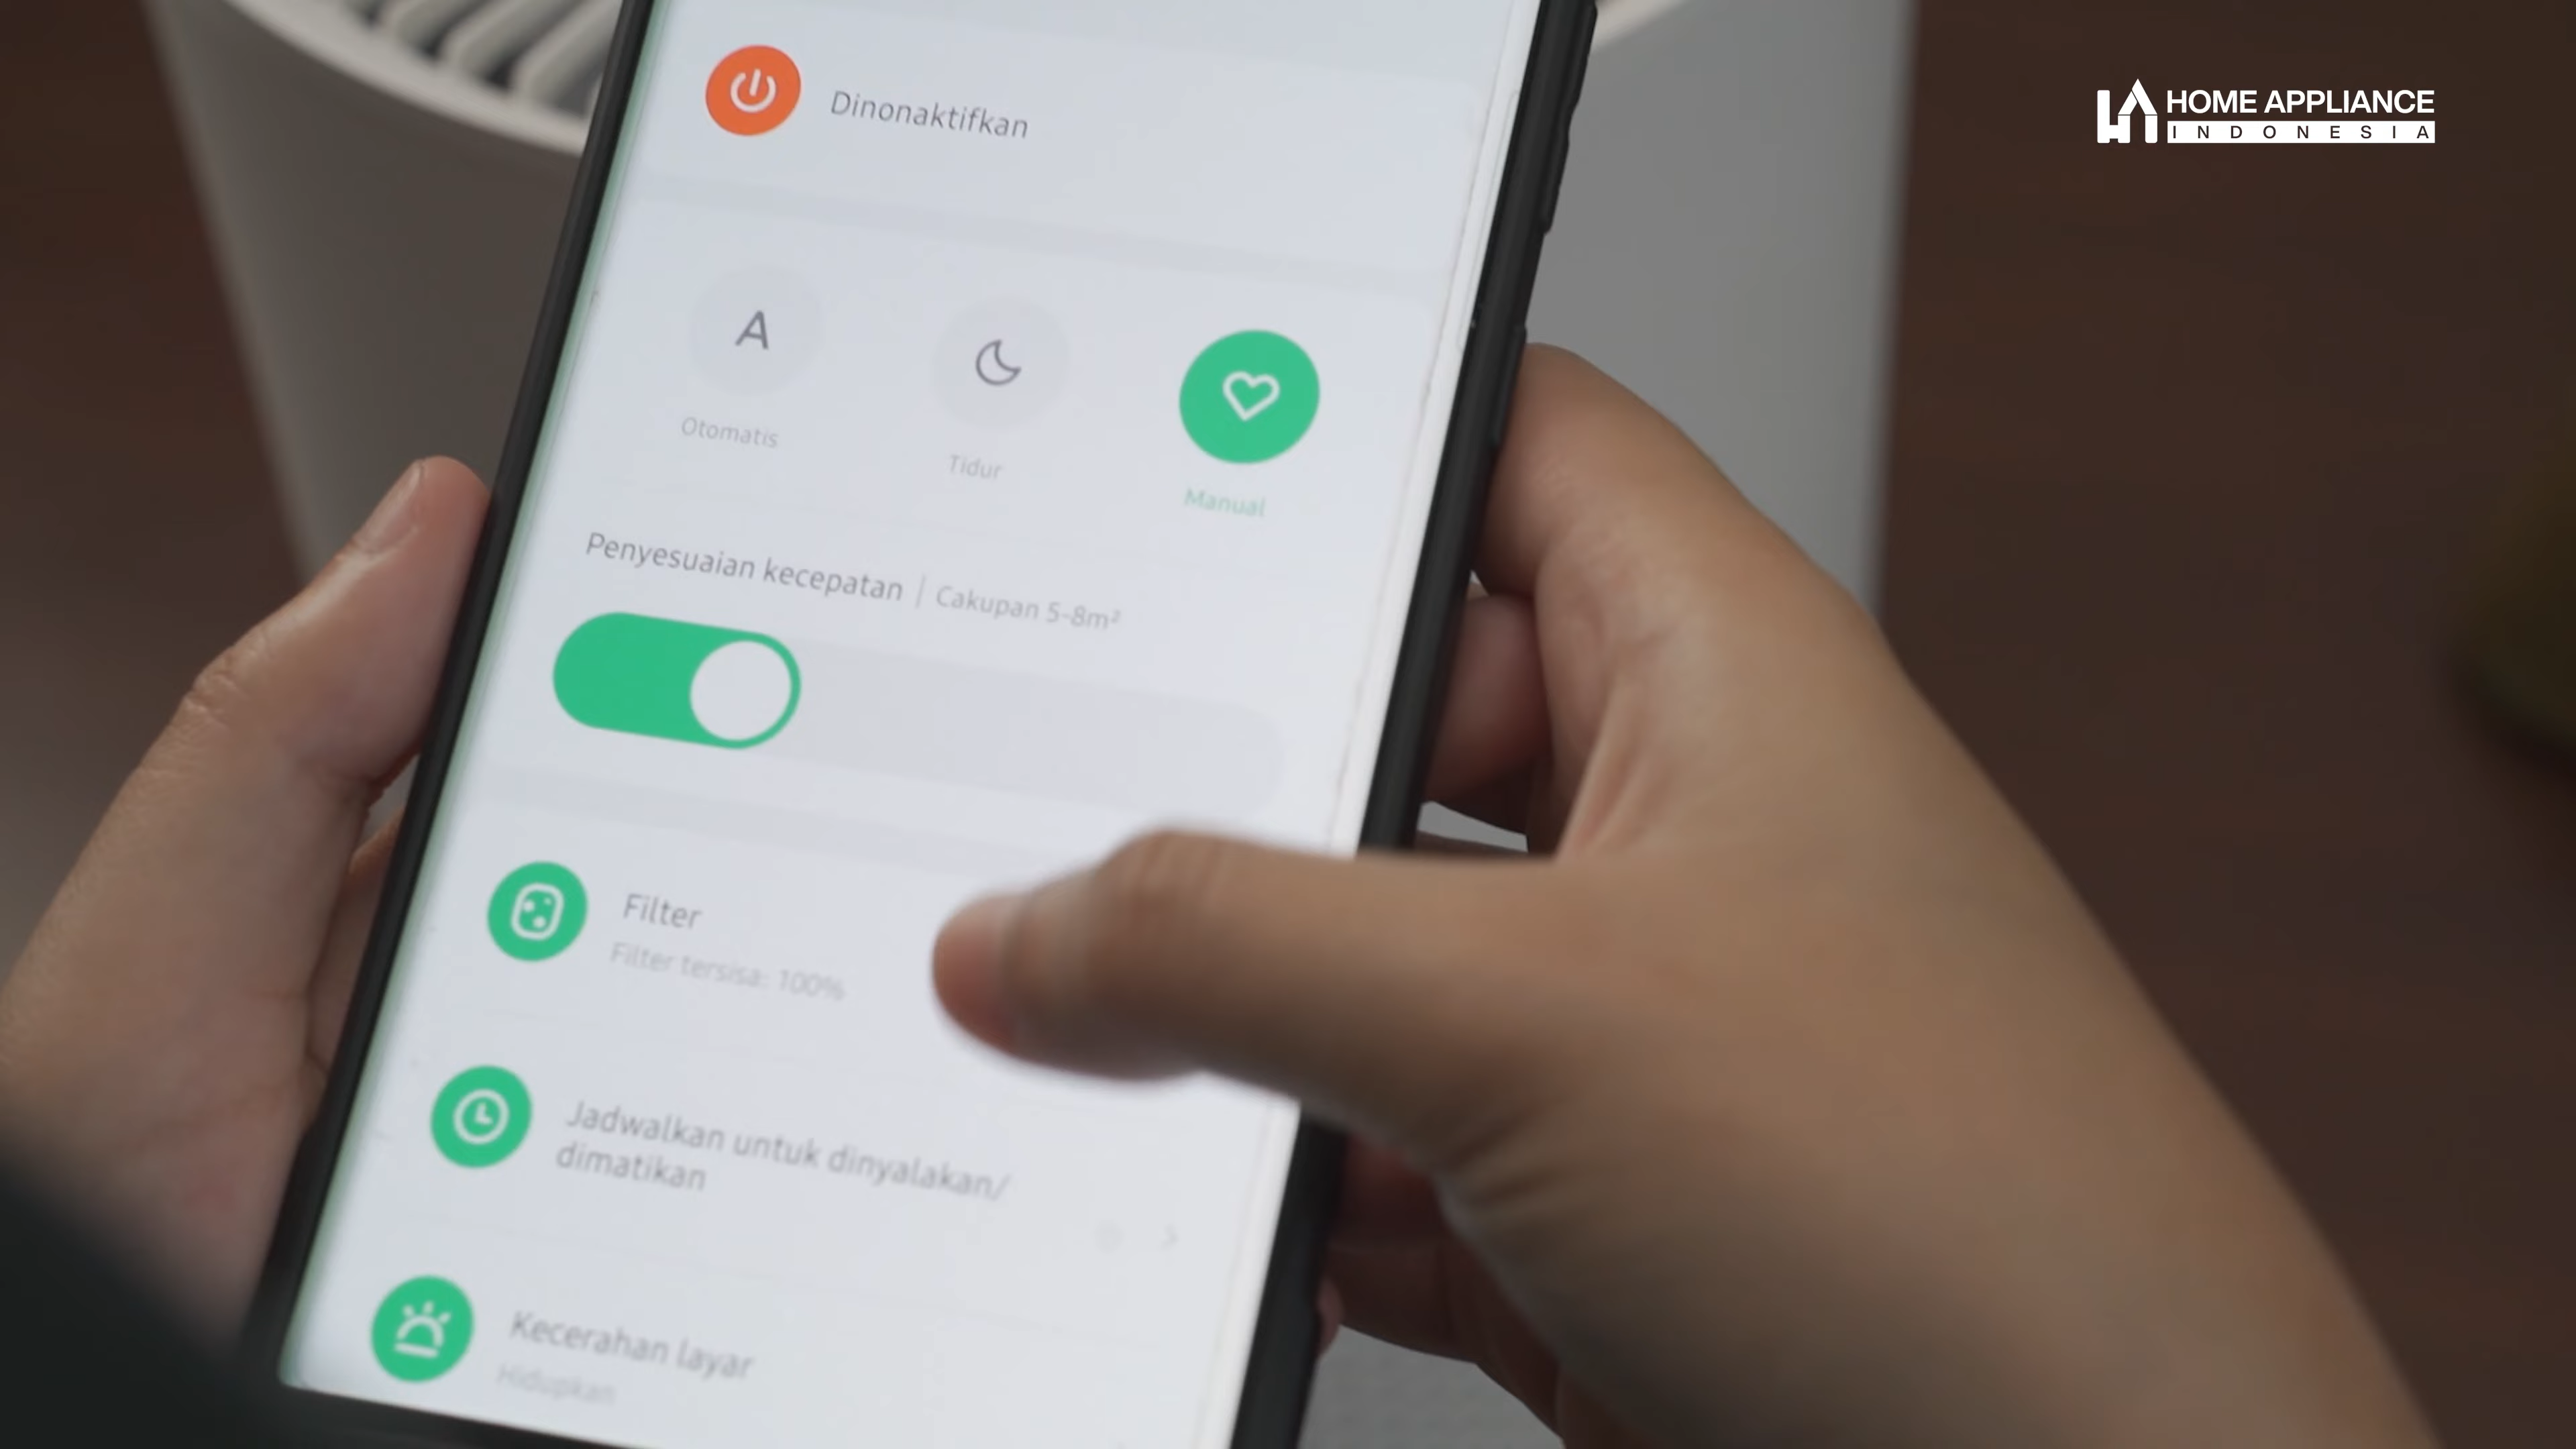 HOME APPLIANCE
INDONESIA
Dinonaktifkan
A
Otomatis
Tidur
Manual
Penyesuaian kecepatan | Cakupan 5-8m²
Filter
Filter tersisa: 100%
Jadwalkan untuk dinyalakan/
dimatikan
Kecerahan layar
Hidupkan